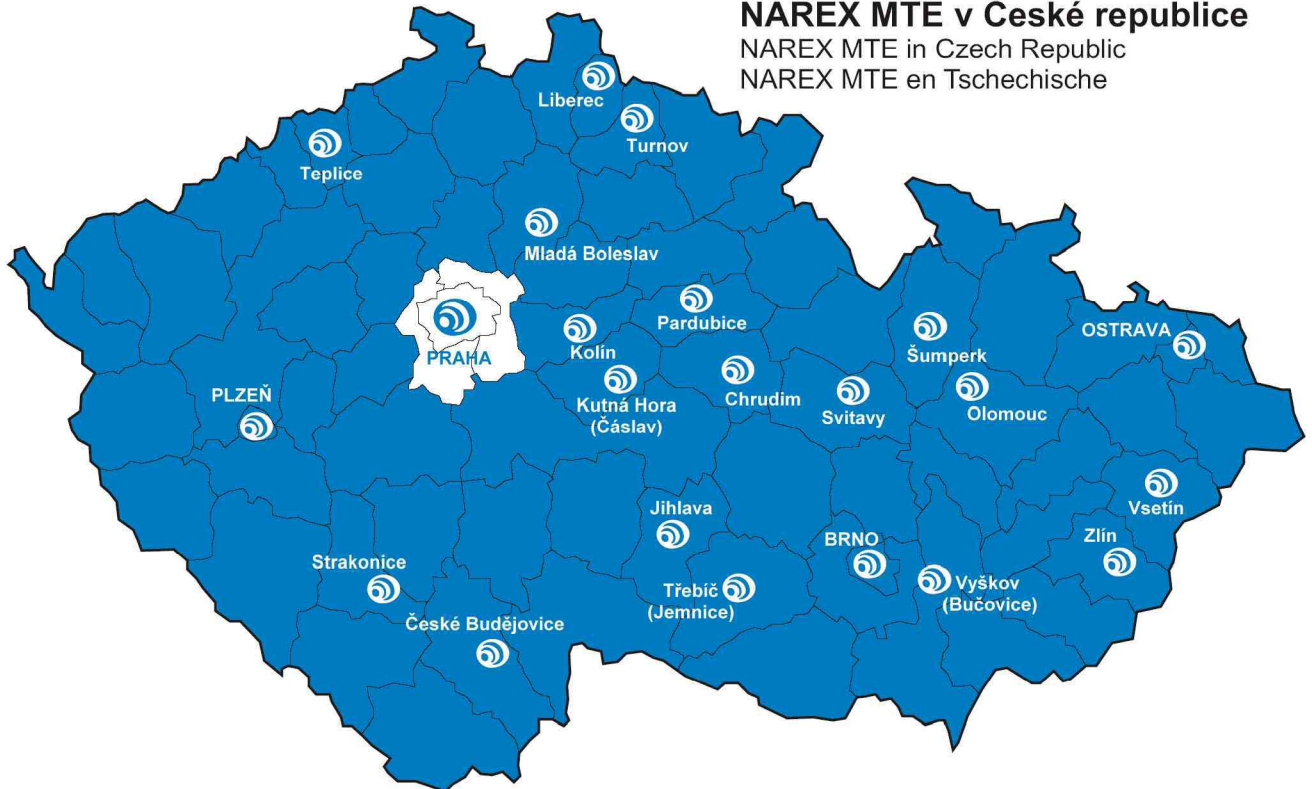 NAREX MTE v České republice
NAREX MTE in Czech Republic
NAREX MTE en Tschechische
Liberec
Turnov
Teplice
Mladá Boleslav
Pardubice
PRAHA
Kolín
OSTRAVA
Šumperk
PLZEŇ
Kutná Hora
(Čáslav)
Chrudim
Svitavy
Olomouc
Vsetín
Jihlava
BRNO
Zlín
Strakonice
Třebíč
(Jemnice)
Vyškov
(Bučovice)
České Budějovice